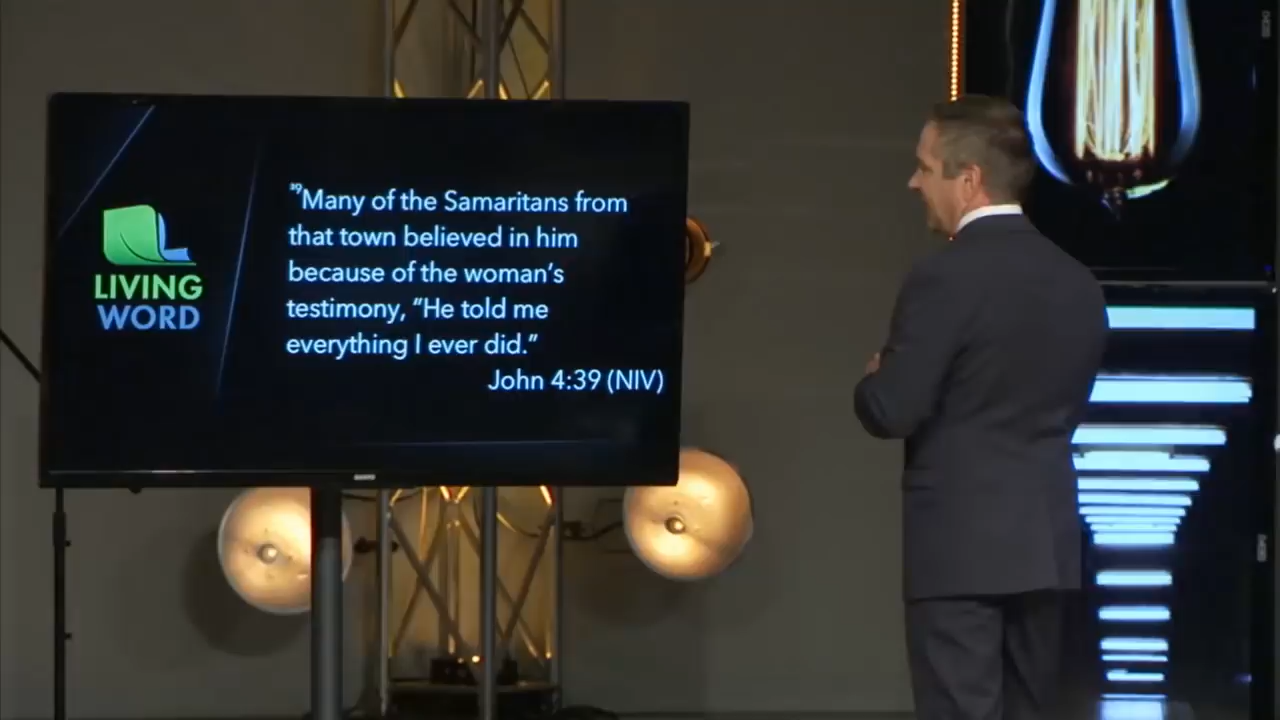 LIVING
WORD
³⁹Many of the Samaritans from
that town believed in him
because of the woman's
testimony, "He told me
everything I ever did."
John 4:39 (NIV)